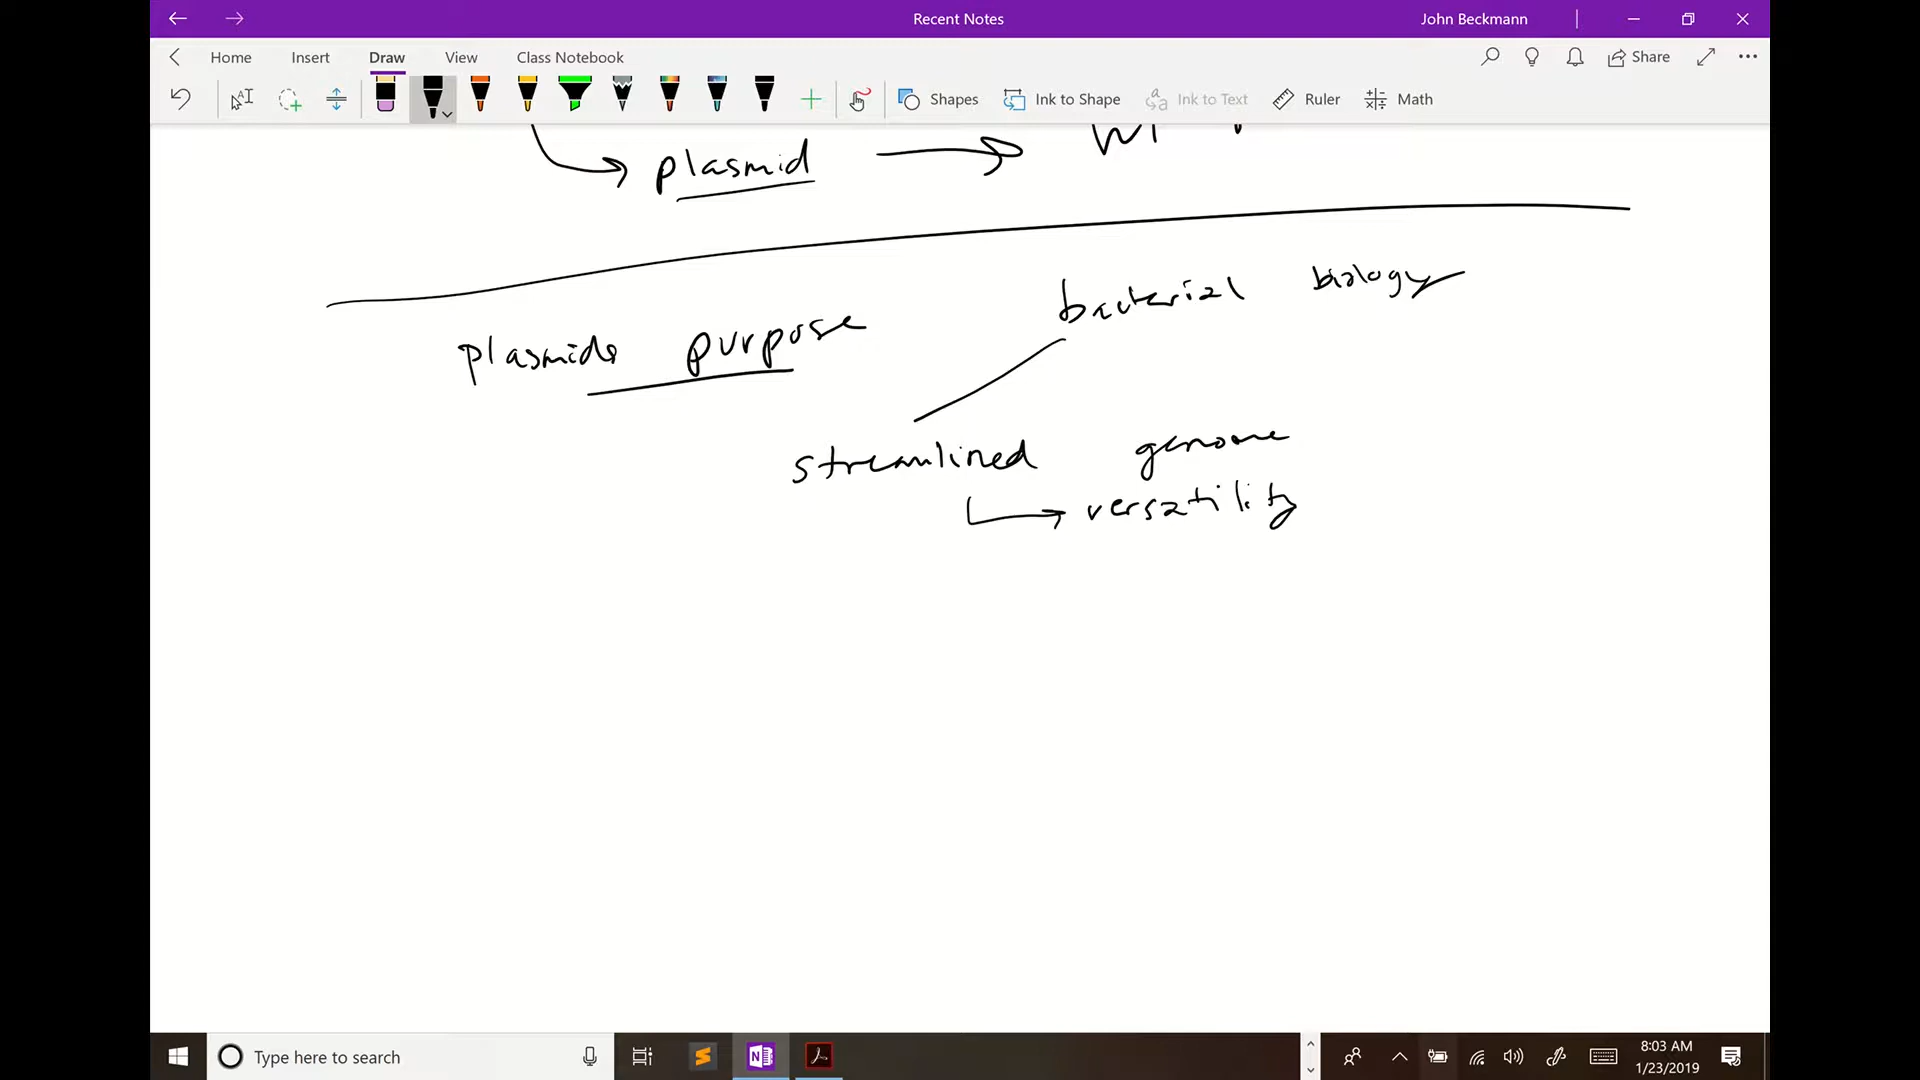 Recent Notes
John Beckmann
Home Insert Draw View Class Notebook
Share
Shapes Ink to Shape Ink to Text Ruler Math
plasmid
plasmids purpose
bacterial biology
streamlined genome
versatility
Type here to search
8:03 AM
1/23/2019